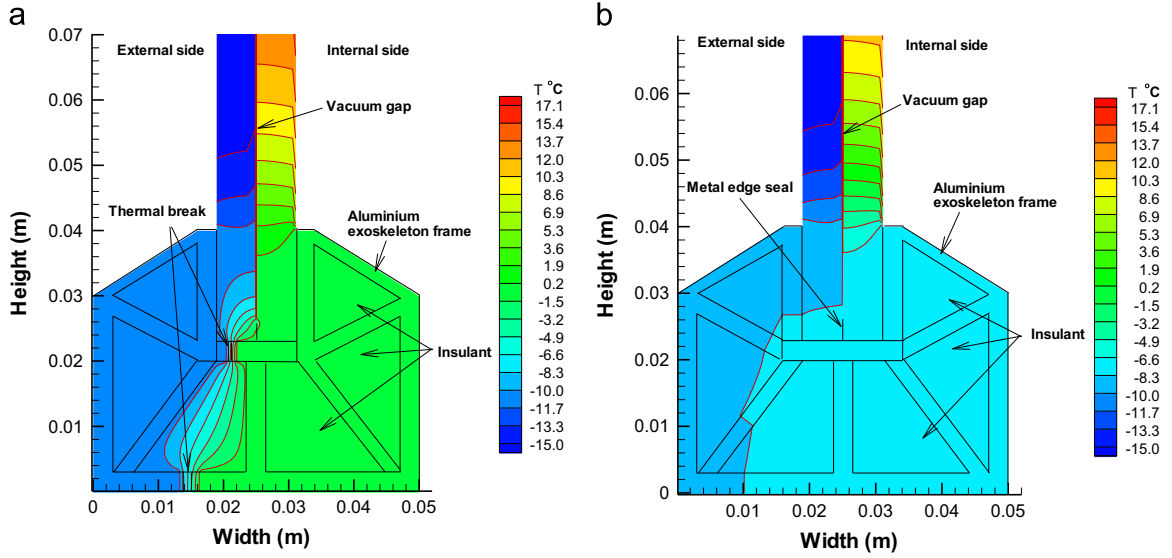 a
External side
Internal side
Vacuum gap
Thermal break
Aluminium
exoskeleton frame
Insulant
0.07
0.06
0.05
0.04
0.03
0.02
0.01
Height (m)
0
0.01
0.02
0.03
0.04
0.05
Width (m)
T °C
17.1
15.4
13.7
12.0
10.3
8.6
6.9
5.3
3.6
1.9
0.2
-1.5
-3.2
-4.9
-6.6
-8.3
-10.0
-11.7
-13.3
-15.0
b
External side
Internal side
Vacuum gap
Metal edge seal
Aluminium
exoskeleton frame
Insulant
0.06
0.05
0.04
0.03
0.02
0.01
0
Height (m)
0.01
0.02
0.03
0.04
0.05
Width (m)
T °C
17.1
15.4
13.7
12.0
10.3
8.6
6.9
5.3
3.6
1.9
0.2
-1.5
-3.2
-4.9
-6.6
-8.3
-10.0
-11.7
-13.3
-15.0